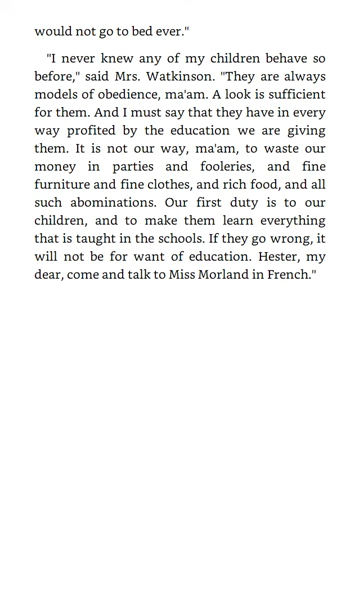 would not go to bed ever."
"I never knew any of my children behave so
before," said Mrs. Watkinson. "They are always
models of obedience, ma'am. A look is sufficient
for them. And I must say that they have in every
way profited by the education we are giving
them. It is not our way, ma'am, to waste our
money in parties and fooleries, and fine
furniture and fine clothes, and rich food, and all
such abominations. Our first duty is to our
children, and to make them learn everything
that is taught in the schools. If they go wrong, it
will not be for want of education. Hester, my
dear, come and talk to Miss Morland in French."